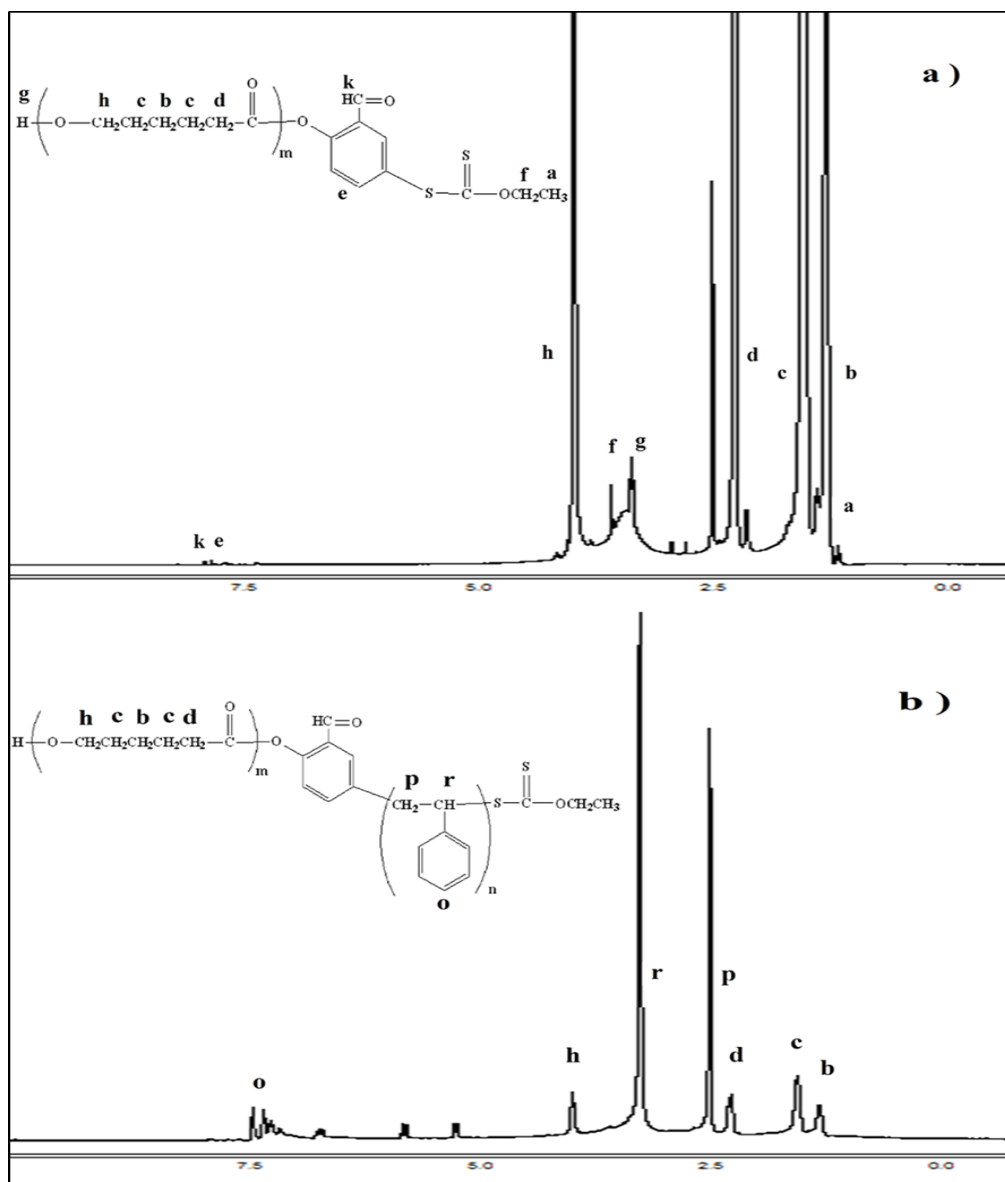 a )
k
O
g
h c b c d
HC=O
H
O
CH₂CH₂CH₂CH₂CH₂
C
O
m
S
f a
e
S
C
OCH₂CH₃
h
d
c
b
f
g
a
k e
7.5 5.0 2.5 0.0
b )
O
h c b c d
HC=O
H
O
CH₂CH₂CH₂CH₂CH₂
C
O
m
p r
S
CH₂
CH
S
C
OCH₂CH₃
n
o
r
p
h
d
c
b
o
7.5 5.0 2.5 0.0